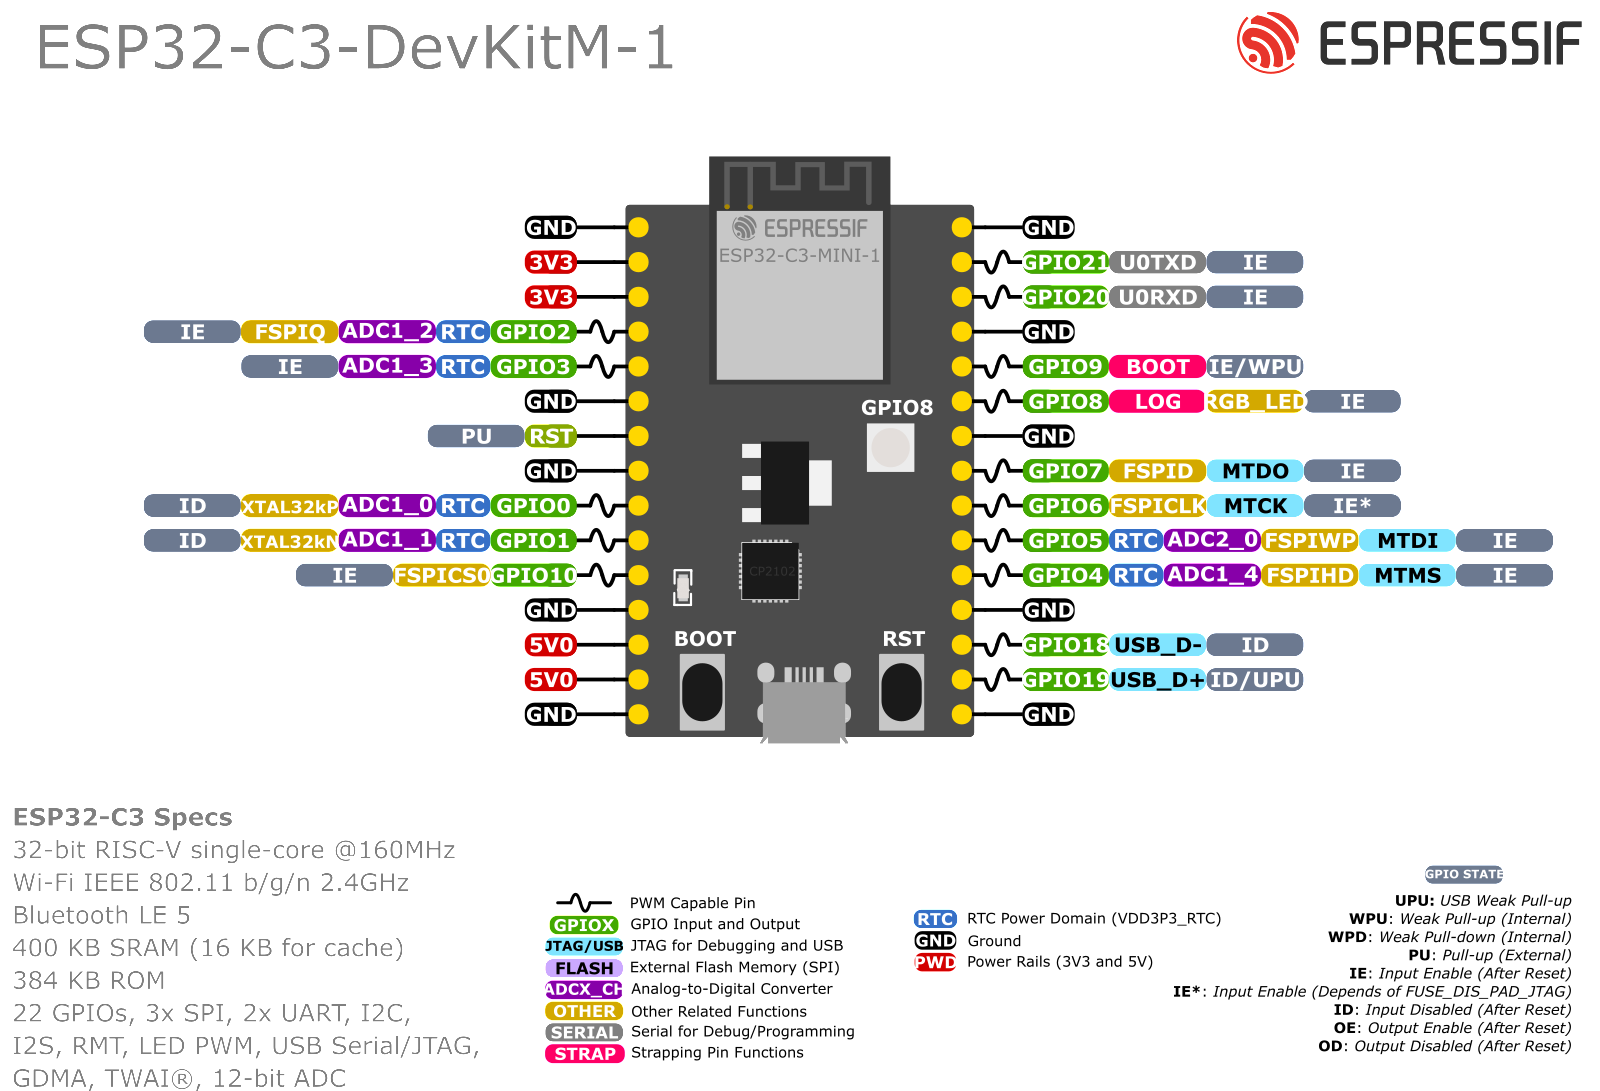 ESP32-C3-DevKitM-1
ESPRESSIF
ESPRESSIF
ESP32-C3-MINI-1
GND
3V3
3V3
IE FSPIQ ADC1_2 RTC GPIO2
IE ADC1_3 RTC GPIO3
GND
PU RST
GND
ID XTAL32kP ADC1_0 RTC GPIO0
ID XTAL32kN ADC1_1 RTC GPIO1
IE FSPICS0 GPIO10
GND
5V0
5V0
GND
GPIO8
CP2102
BOOT
RST
GND
GPIO21 U0TXD IE
GPIO20 U0RXD IE
GND
GPIO9 BOOT IE/WPU
GPIO8 LOG RGB_LED IE
GND
GPIO7 FSPID MTDO IE
GPIO6 FSPICLK MTCK IE*
GPIO5 RTC ADC2_0 FSPIWP MTDI IE
GPIO4 RTC ADC1_4 FSPIHD MTMS IE
GND
GPIO18 USB_D- ID
GPIO19 USB_D+ ID/UPU
GND
ESP32-C3 Specs
32-bit RISC-V single-core @160MHz
Wi-Fi IEEE 802.11 b/g/n 2.4GHz
Bluetooth LE 5
400 KB SRAM (16 KB for cache)
384 KB ROM
22 GPIOs, 3x SPI, 2x UART, I2C,
I2S, RMT, LED PWM, USB Serial/JTAG,
GDMA, TWAI®, 12-bit ADC
PWM Capable Pin
GPIOX GPIO Input and Output
JTAG/USB JTAG for Debugging and USB
FLASH External Flash Memory (SPI)
ADCX_CH Analog-to-Digital Converter
OTHER Other Related Functions
SERIAL Serial for Debug/Programming
STRAP Strapping Pin Functions
RTC RTC Power Domain (VDD3P3_RTC)
GND Ground
PWD Power Rails (3V3 and 5V)
GPIO STATE
UPU: USB Weak Pull-up
WPU: Weak Pull-up (Internal)
WPD: Weak Pull-down (Internal)
PU: Pull-up (External)
IE: Input Enable (After Reset)
IE*: Input Enable (Depends of FUSE_DIS_PAD_JTAG)
ID: Input Disabled (After Reset)
OE: Output Enable (After Reset)
OD: Output Disabled (After Reset)